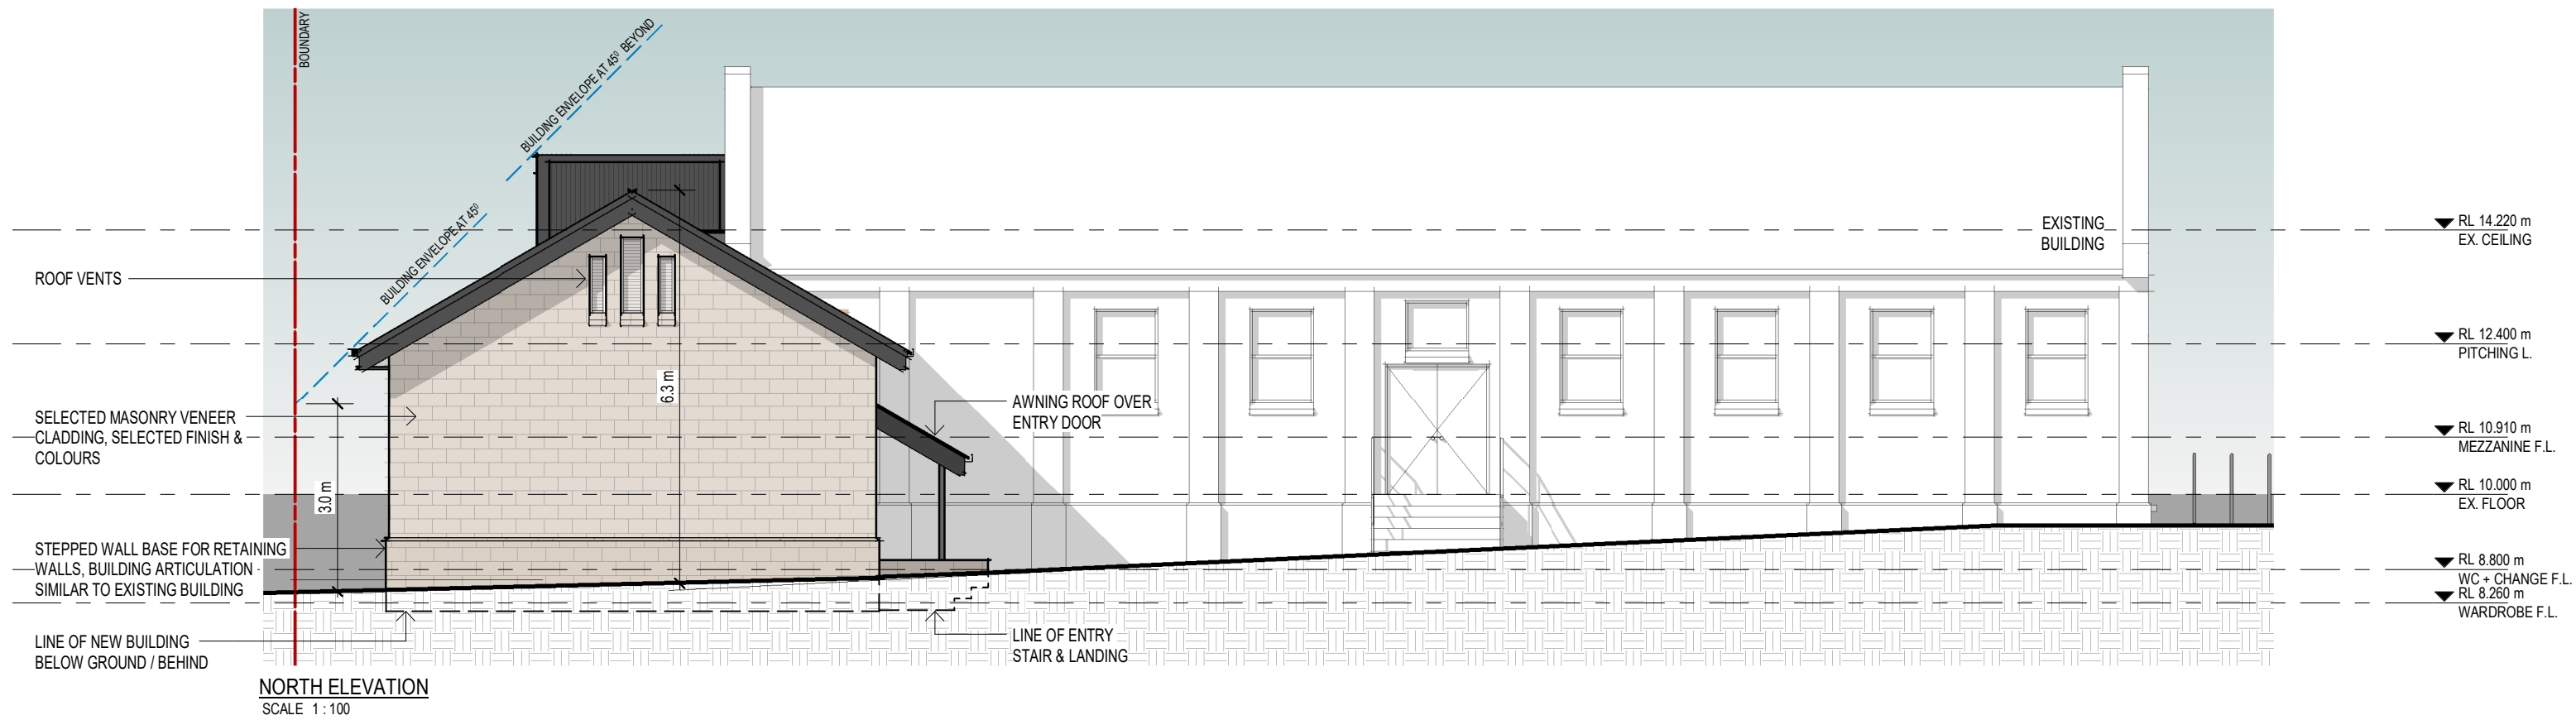 BOUNDARY
BUILDING ENVELOPE AT 45⁰ BEYOND
BUILDING ENVELOPE AT 45⁰
EXISTING
BUILDING
RL 14.220 m
EX. CEILING
ROOF VENTS
RL 12.400 m
PITCHING L.
6.3 m
AWNING ROOF OVER
ENTRY DOOR
SELECTED MASONRY VENEER
CLADDING, SELECTED FINISH &
COLOURS
RL 10.910 m
MEZZANINE F.L.
3.0 m
RL 10.000 m
EX. FLOOR
STEPPED WALL BASE FOR RETAINING
WALLS, BUILDING ARTICULATION
SIMILAR TO EXISTING BUILDING
RL 8.800 m
WC + CHANGE F.L.
RL 8.260 m
WARDROBE F.L.
LINE OF NEW BUILDING
BELOW GROUND / BEHIND
LINE OF ENTRY
STAIR & LANDING
NORTH ELEVATION
SCALE 1 : 100